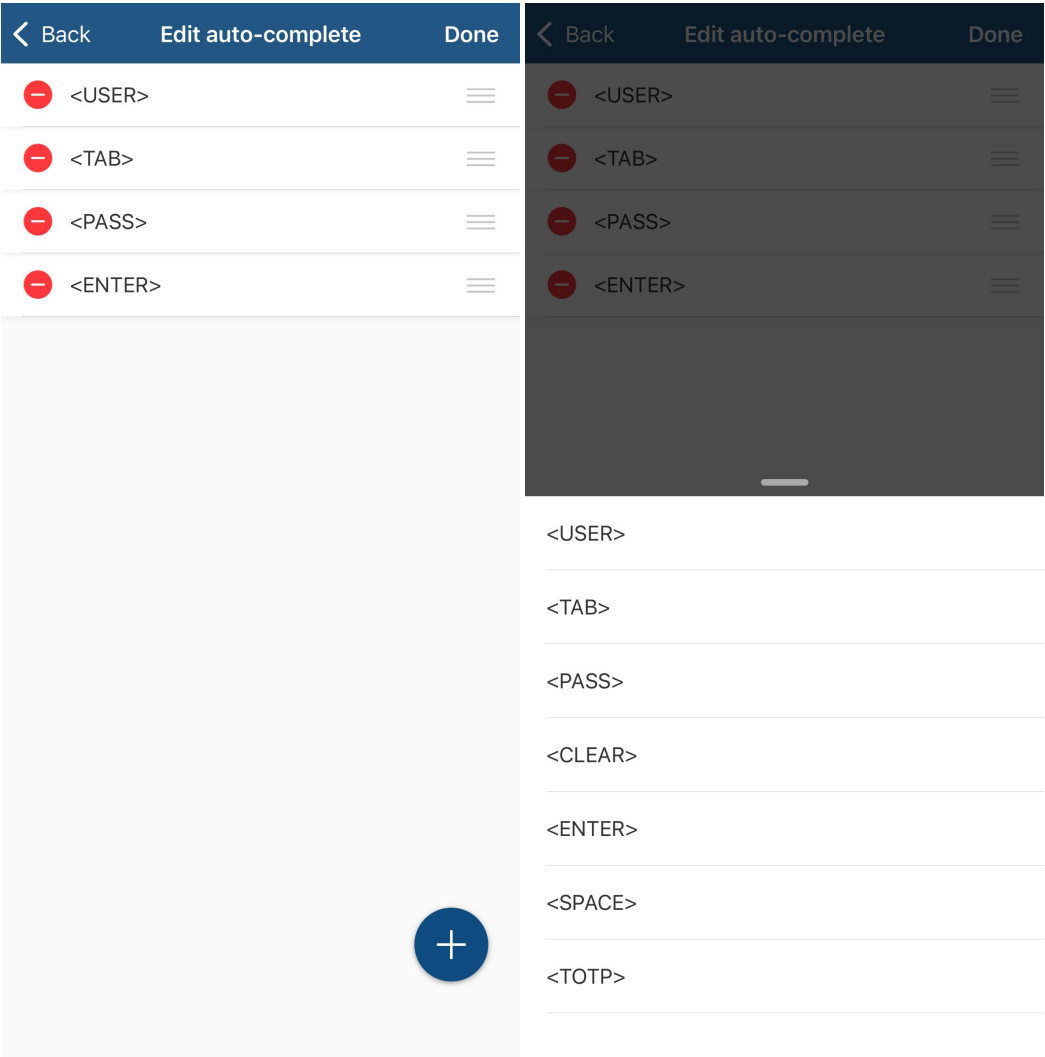 Back Edit auto-complete Done
<USER>
<TAB>
<PASS>
<ENTER>
Back Edit auto-complete Done
<USER>
<TAB>
<PASS>
<ENTER>
<USER>
<TAB>
<PASS>
<CLEAR>
<ENTER>
<SPACE>
<TOTP>